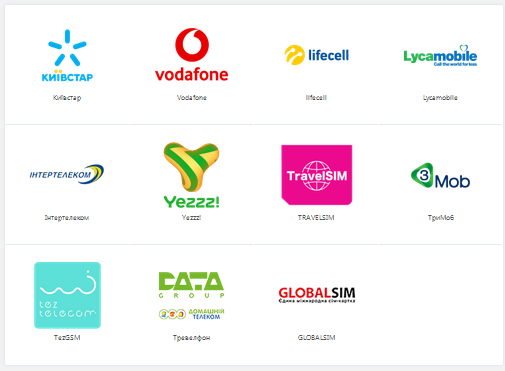 КИЇВСТАР
vodafone
lifecell
Lycamobile
Call the world for less
Київстар
Vodafone
lifecell
Lycamobile
ІНТЕРТЕЛЕКОМ
Yezzz!
TravelSIM
3Mob
Інтертелеком
Yezzz!
TRAVELSIM
ТриМоб
tez
telecom
DATA
GROUP
ДОМАШНІЙ
ТЕЛЕКОМ
GLOBALSIM
Єдина міжнародна сім-картка
TezGSM
Тревелфон
GLOBALSIM